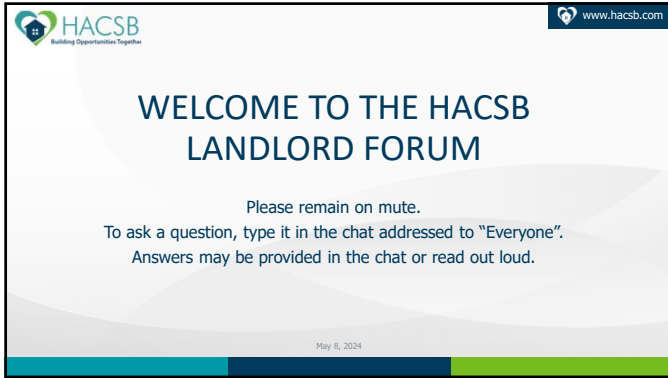 HACSB
Building Opportunities Together
www.hacsb.com
WELCOME TO THE HACSB
LANDLORD FORUM
Please remain on mute.
To ask a question, type it in the chat addressed to “Everyone”.
Answers may be provided in the chat or read out loud.
May 8, 2024